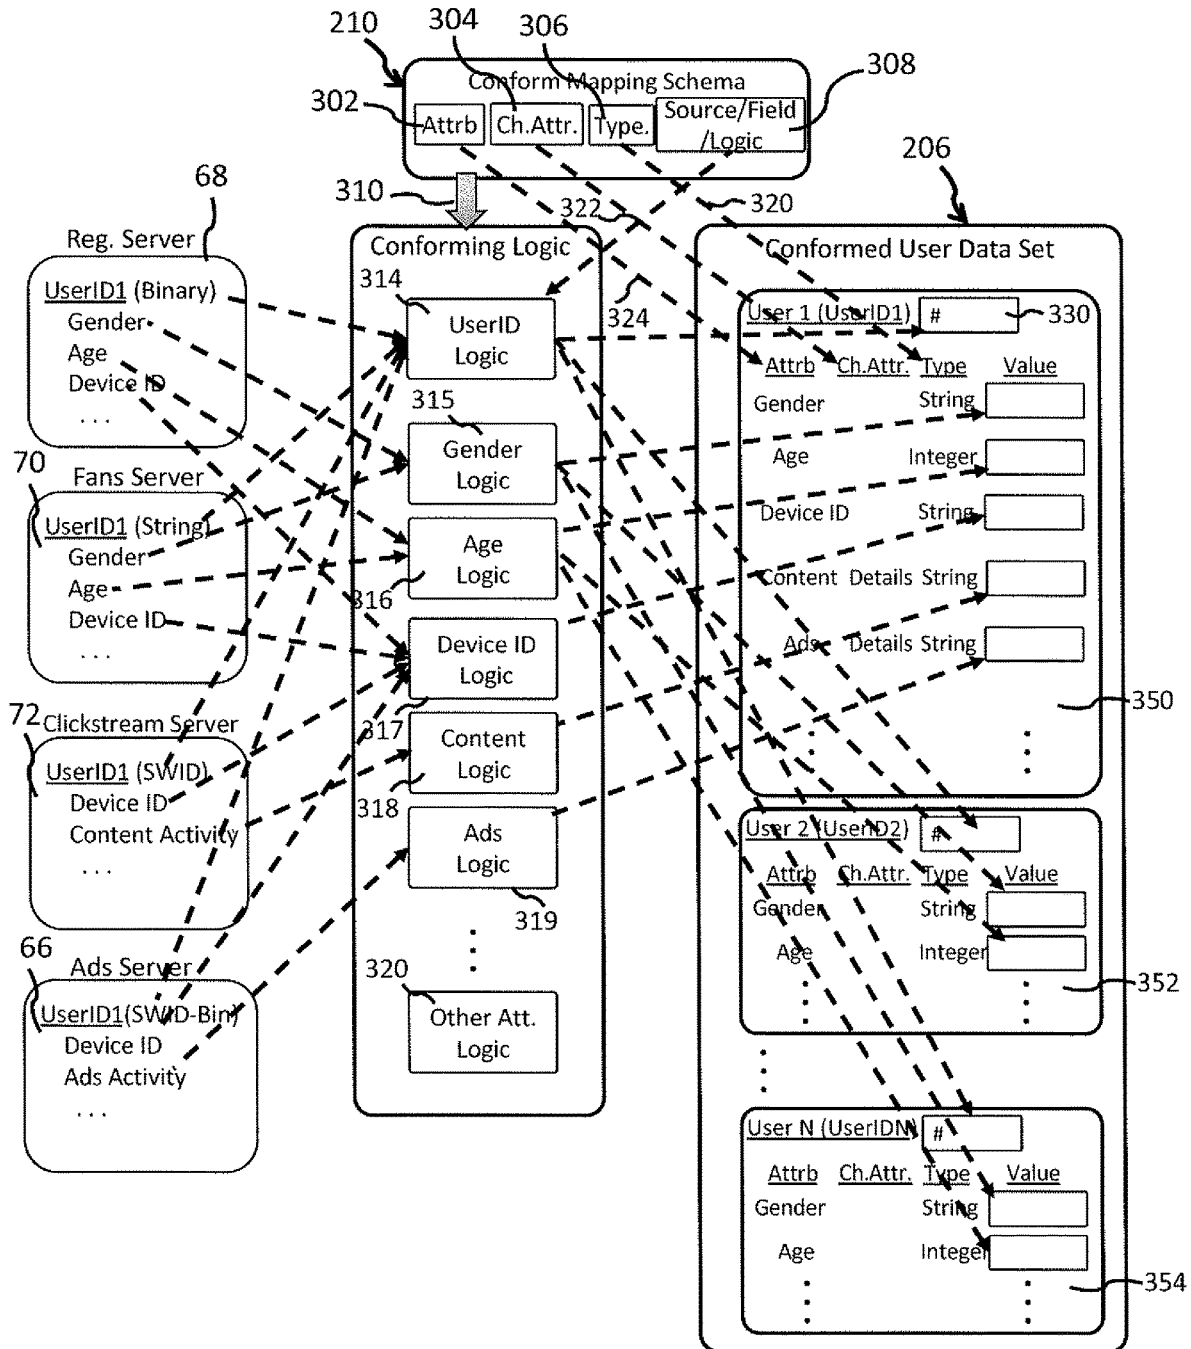 210
304
306
Conform Mapping Schema
308
302
Attrb
Ch.Attr.
Type.
Source/Field
/Logic
206
68
310
322
320
Reg. Server
Conforming Logic
Conformed User Data Set
UserID1 (Binary)
Gender
Age
Device ID
. . .
314
UserID
Logic
324
User 1 (UserID1)
#
330
Attrb
Ch.Attr.
Type
Value
Gender
String
Age
Integer
Device ID
String
Content
Details
String
Ads
Details
String
350
315
Gender
Logic
70
Fans Server
UserID1 (String)
Gender
Age
Device ID
. . .
Age
Logic
316
Device ID
Logic
317
72
Clickstream Server
UserID1 (SWID)
Device ID
Content Activity
. . .
Content
Logic
318
Ads
Logic
319
User 2 (UserID2)
#
Attrb
Ch.Attr.
Type
Value
Gender
String
Age
Integer
352
66
Ads Server
UserID1(SWID-Bin)
Device ID
Ads Activity
. . .
320
Other Att.
Logic
User N (UserIDN)
#
Attrb
Ch.Attr.
Type
Value
Gender
String
Age
Integer
354